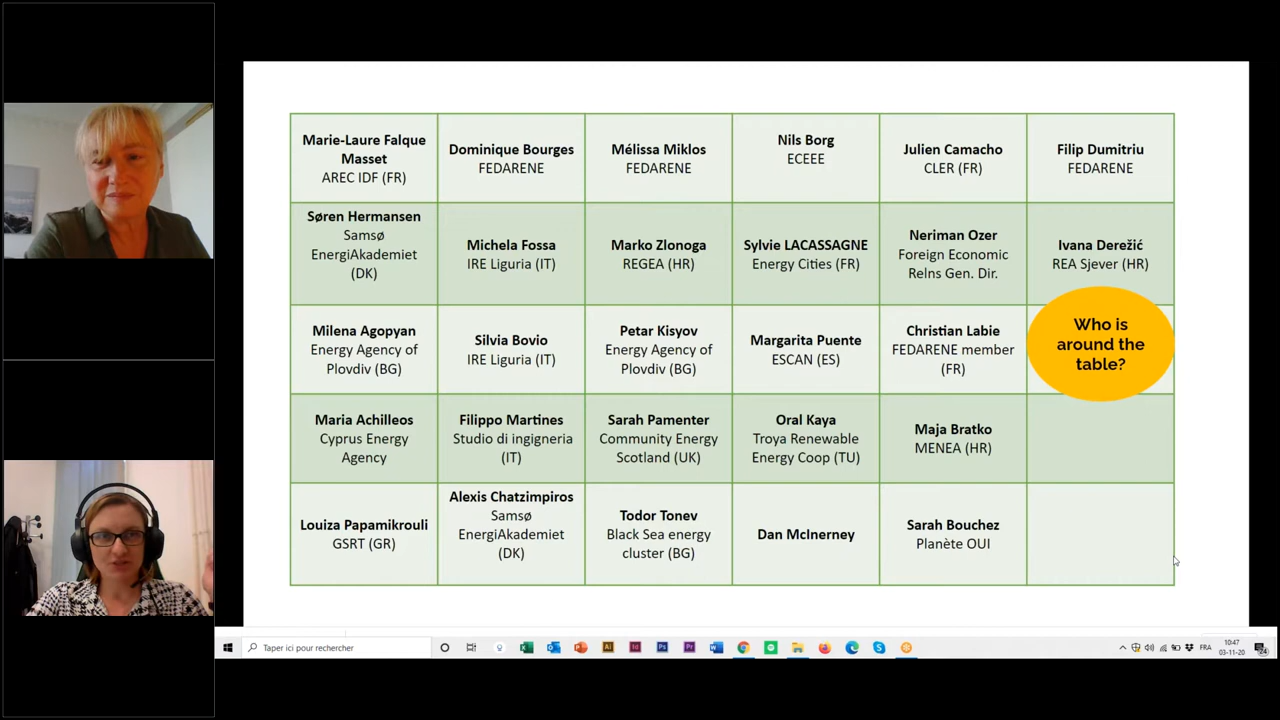 Marie-Laure Falque
Masset
AREC IDF (FR)
Dominique Bourges
FEDARENE
Mélissa Miklos
FEDARENE
Nils Borg
ECEEE
Julien Camacho
CLER (FR)
Filip Dumitriu
FEDARENE
Søren Hermansen
Samsø
EnergiAkademiet
(DK)
Michela Fossa
IRE Liguria (IT)
Marko Zlonoga
REGEA (HR)
Sylvie LACASSAGNE
Energy Cities (FR)
Neriman Ozer
Foreign Economic
Relns Gen. Dir.
Ivana Derežić
REA Sjever (HR)
Milena Agopyan
Energy Agency of
Plovdiv (BG)
Silvia Bovio
IRE Liguria (IT)
Petar Kisyov
Energy Agency of
Plovdiv (BG)
Margarita Puente
ESCAN (ES)
Christian Labie
FEDARENE member
(FR)
Who is
around the
table?
Maria Achilleos
Cyprus Energy
Agency
Filippo Martines
Studio di ingigneria
(IT)
Sarah Pamenter
Community Energy
Scotland (UK)
Oral Kaya
Troya Renewable
Energy Coop (TU)
Maja Bratko
MENEA (HR)
Louiza Papamikrouli
GSRT (GR)
Alexis Chatzimpiros
Samsø
EnergiAkademiet
(DK)
Todor Tonev
Black Sea energy
cluster (BG)
Dan McInerney
Sarah Bouchez
Planète OUI
Taper ici pour rechercher
FRA
10:47
03-11-20
24